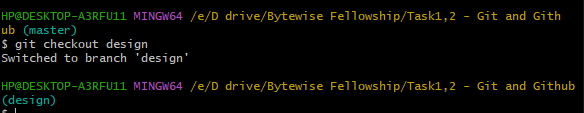 HP@DESKTOP-A3RFU11 MINGW64 /e/D drive/Bytewise Fellowship/Task1,2 - Git and Gith
ub (master)
$ git checkout design
Switched to branch 'design'
HP@DESKTOP-A3RFU11 MINGW64 /e/D drive/Bytewise Fellowship/Task1,2 - Git and Github
(design)
$